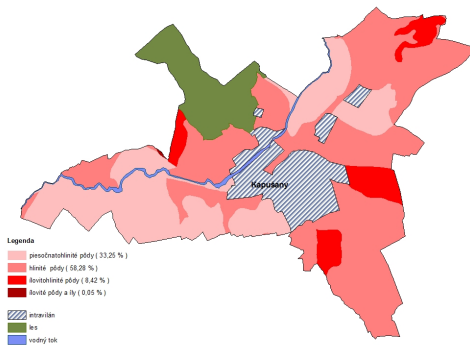 Kapušany
Legenda
piesočnatohlinité pôdy ( 33,25 % )
hlinité pôdy ( 58,28 % )
ílovitohlinité pôdy ( 8,42 % )
ílovité pôdy a íly ( 0,05 % )
intravilán
les
vodný tok